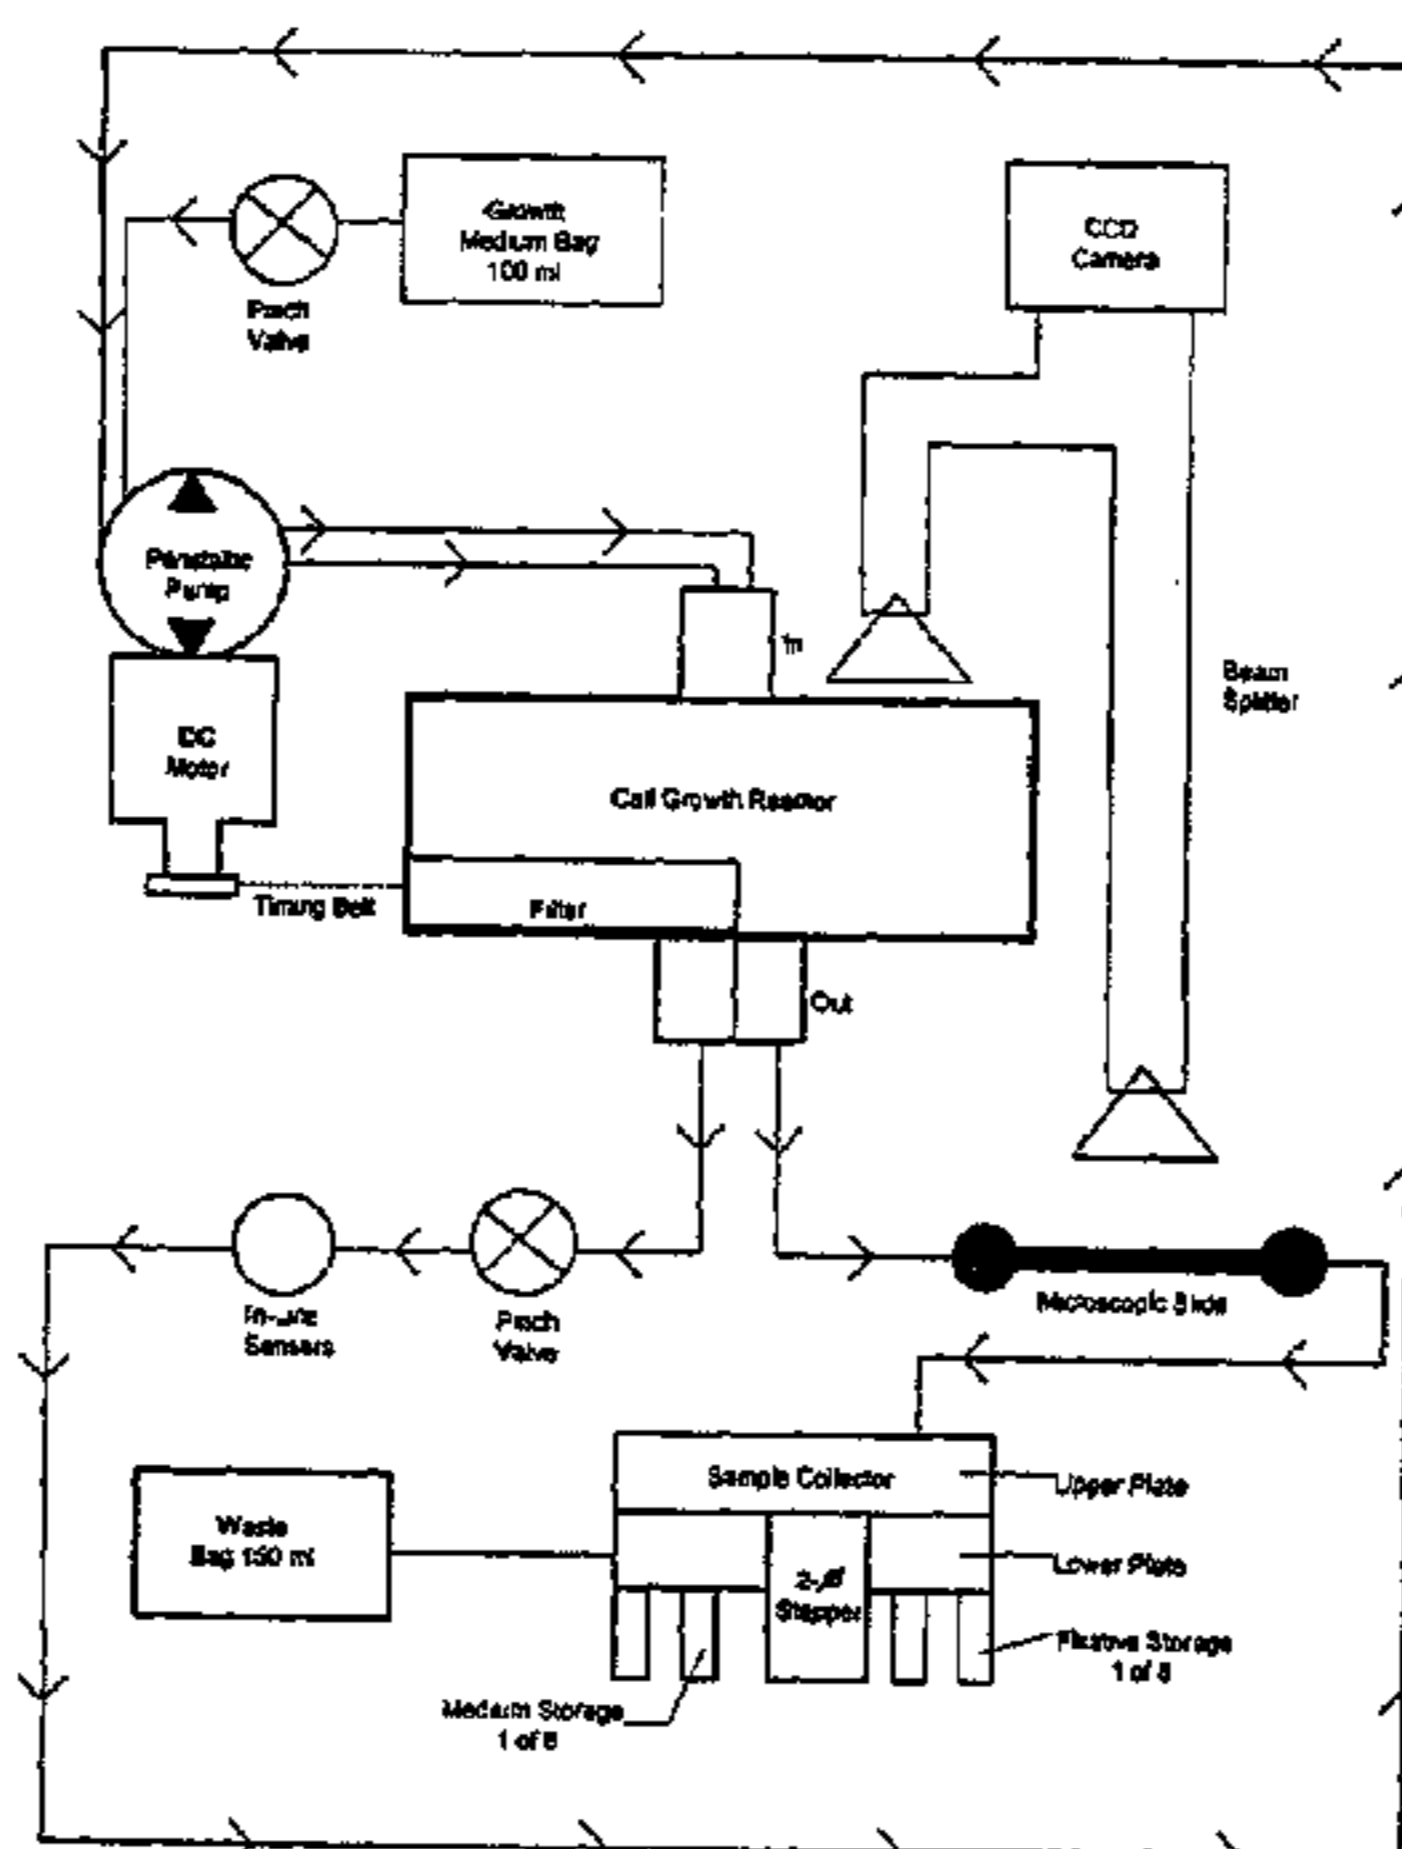 Growth
Medium Bag
100 ml
CCD
Camera
Pinch
Valve
Peristaltic
Pump
In
Beam
Splitter
DC
Motor
Cell Growth Reactor
Timing Belt
Filter
Out
In-Line
Sensors
Pinch
Valve
Microscopic Slide
Sample Collector
Upper Plate
Waste
Bag 150 ml
Lower Plate
Stepper
Fixative Storage
1 of 8
Medium Storage
1 of 8